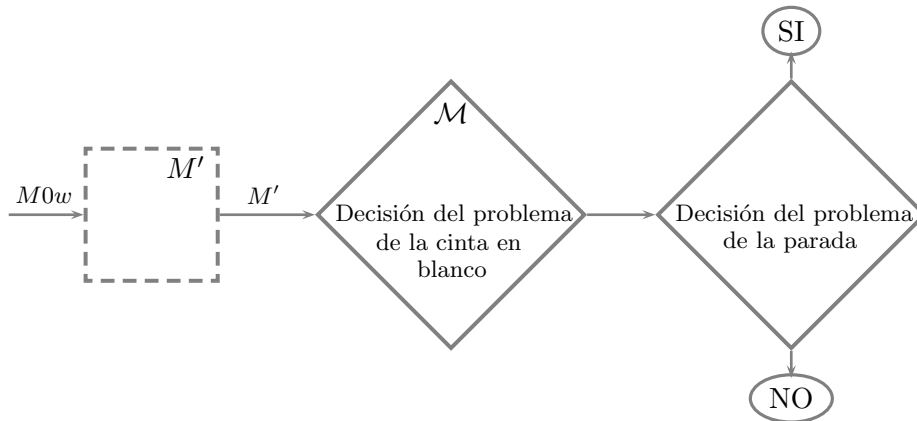 SI
M
M'
M0w
M'
Decisión del problema
de la cinta en
blanco
Decisión del problema
de la parada
NO